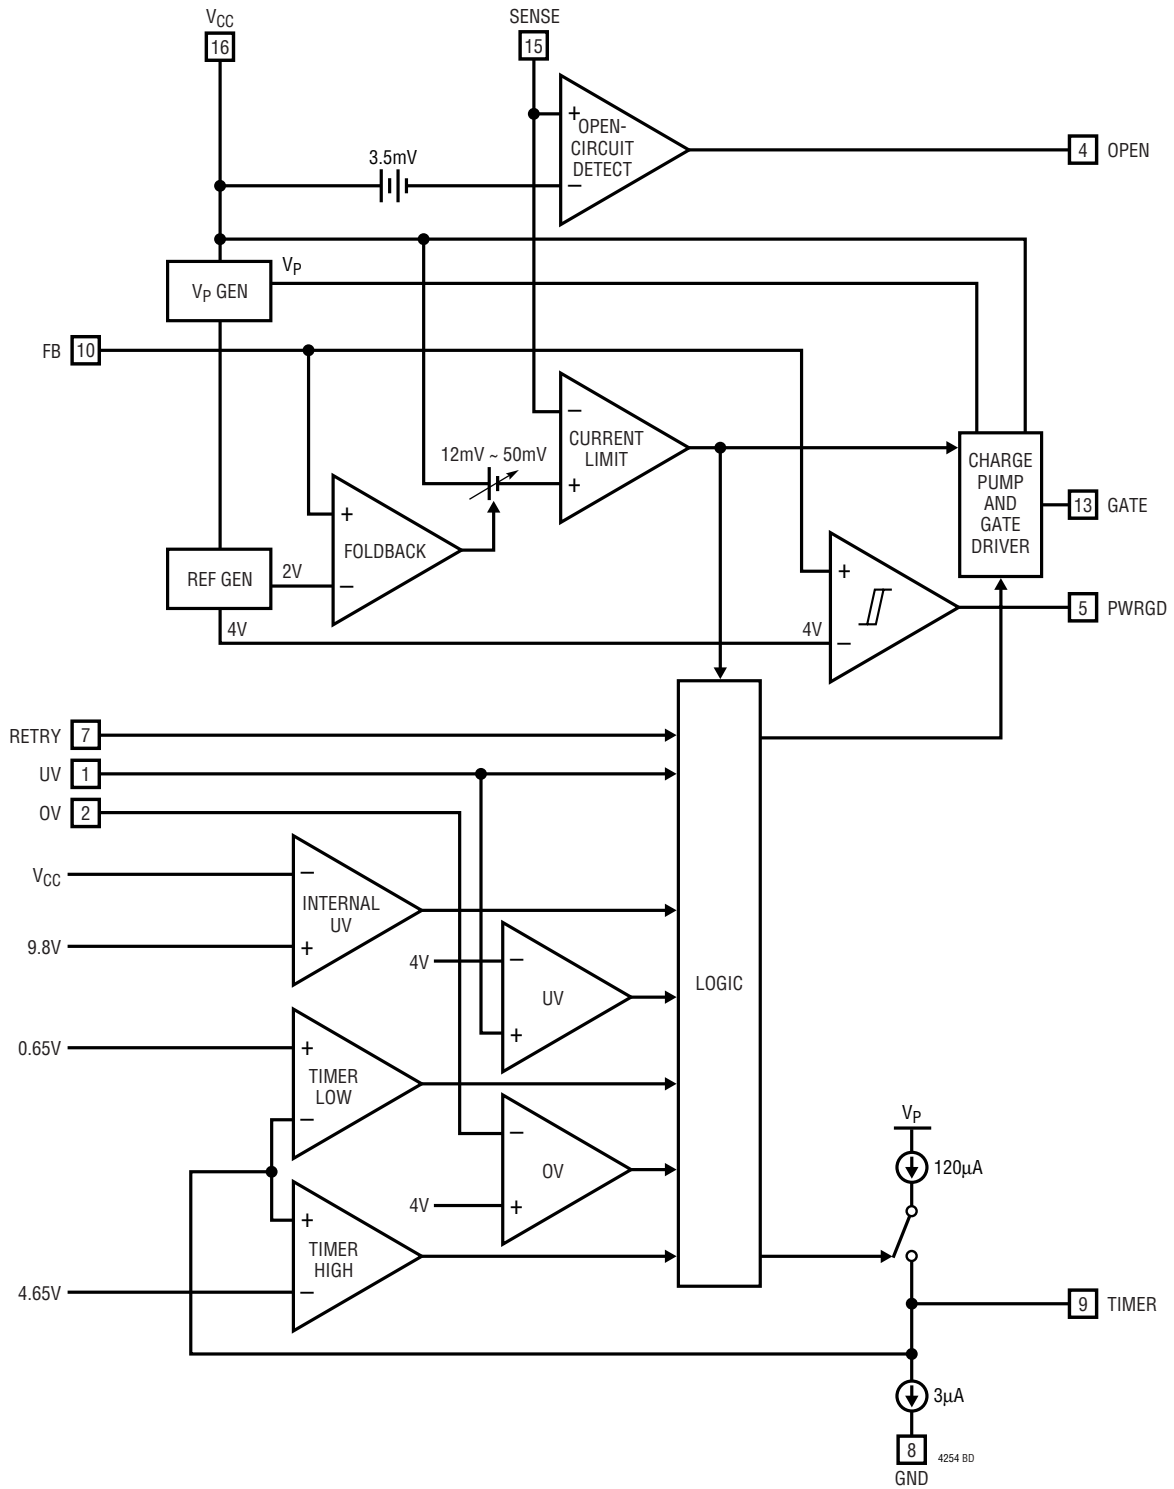 VCC
16
SENSE
15
+
OPEN-
CIRCUIT
DETECT
−
4
OPEN
3.5mV
VP
VP GEN
FB
10
12mV ~ 50mV
−
CURRENT
LIMIT
+
CHARGE
PUMP
AND
GATE
DRIVER
13
GATE
+
FOLDBACK
−
REF GEN
2V
4V
4V
+
−
5
PWRGD
RETRY
7
UV
1
OV
2
VCC
−
INTERNAL
UV
+
9.8V
4V
−
UV
+
LOGIC
0.65V
+
TIMER
LOW
−
−
OV
+
4V
+
TIMER
HIGH
−
4.65V
VP
120µA
9
TIMER
3µA
8
GND
4254 BD